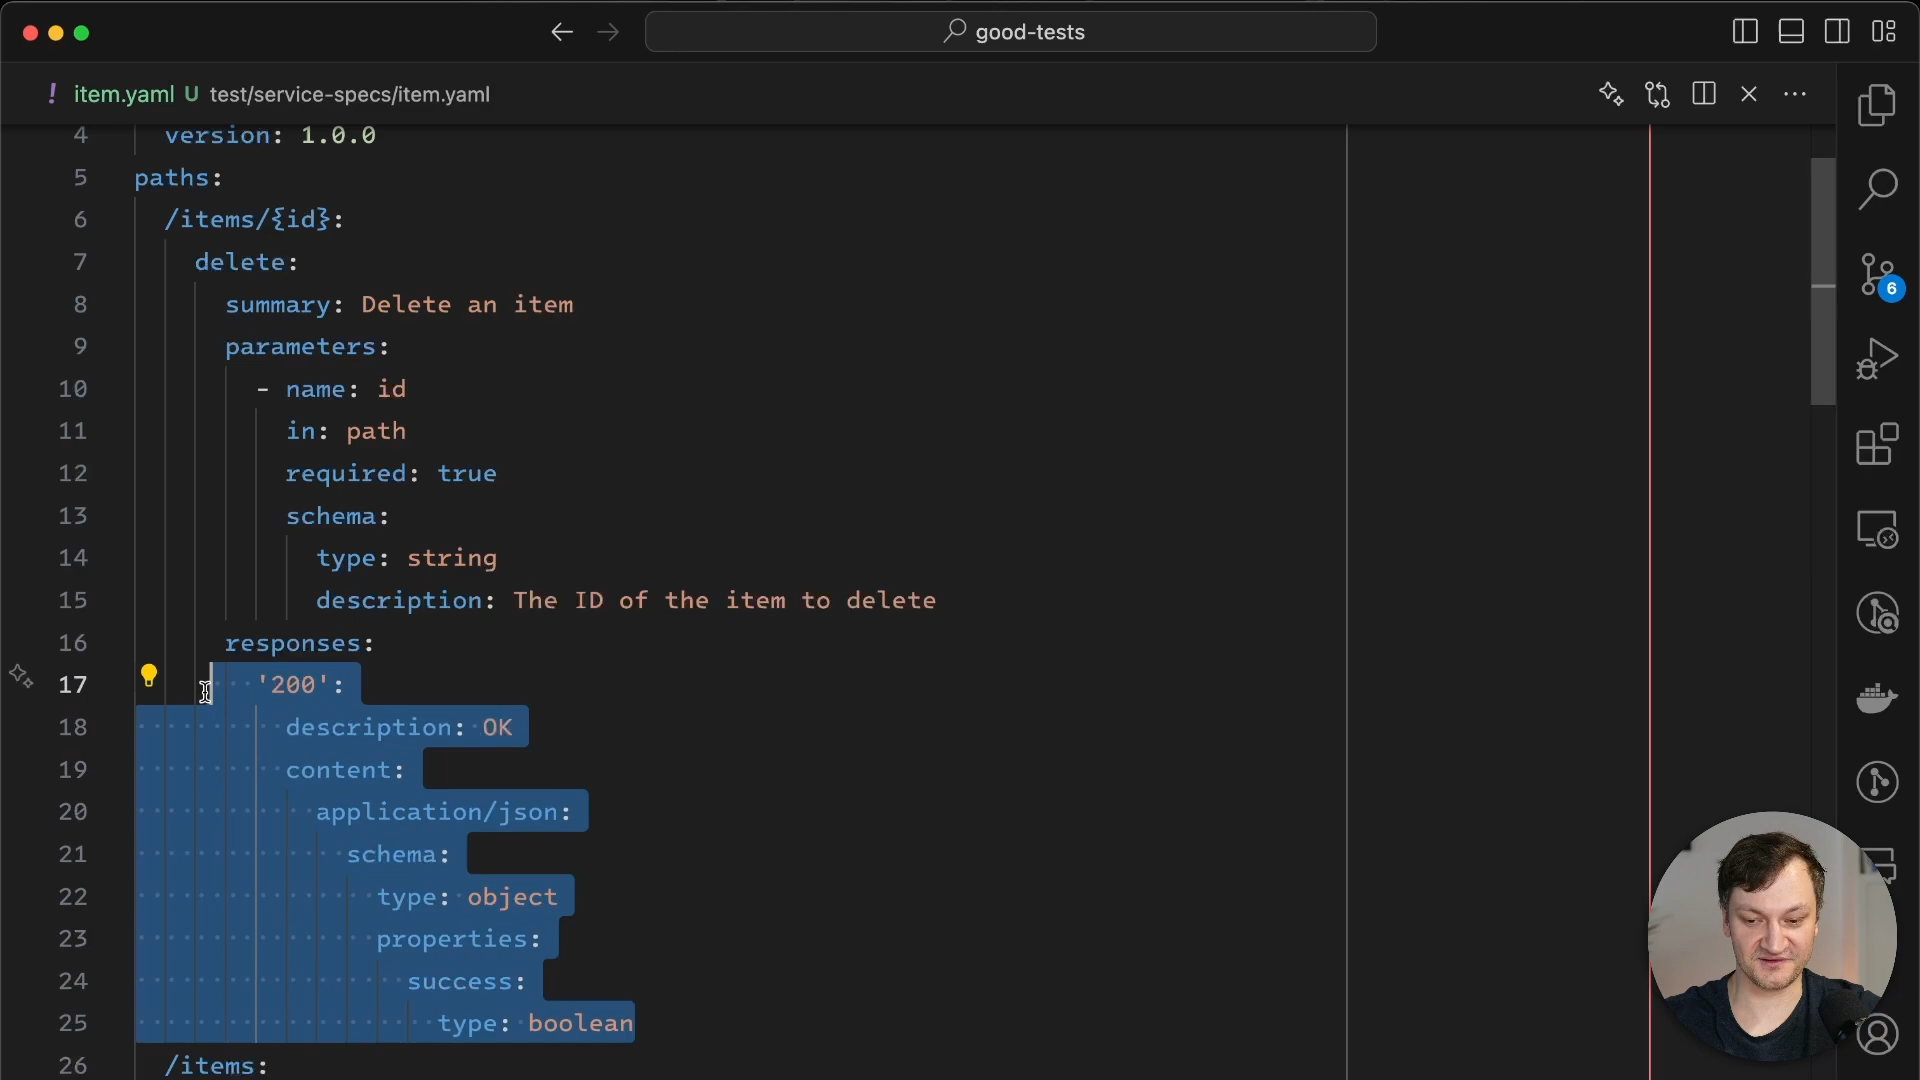 good-tests
! item.yaml U test/service-specs/item.yaml
4 version: 1.0.0
5 paths:
6 /items/{id}:
7 delete:
8 summary: Delete an item
9 parameters:
10 - name: id
11 in: path
12 required: true
13 schema:
14 type: string
15 description: The ID of the item to delete
16 responses:
17 '200':
18 description: OK
19 content:
20 application/json:
21 schema:
22 type: object
23 properties:
24 success:
25 type: boolean
26 /items:
6